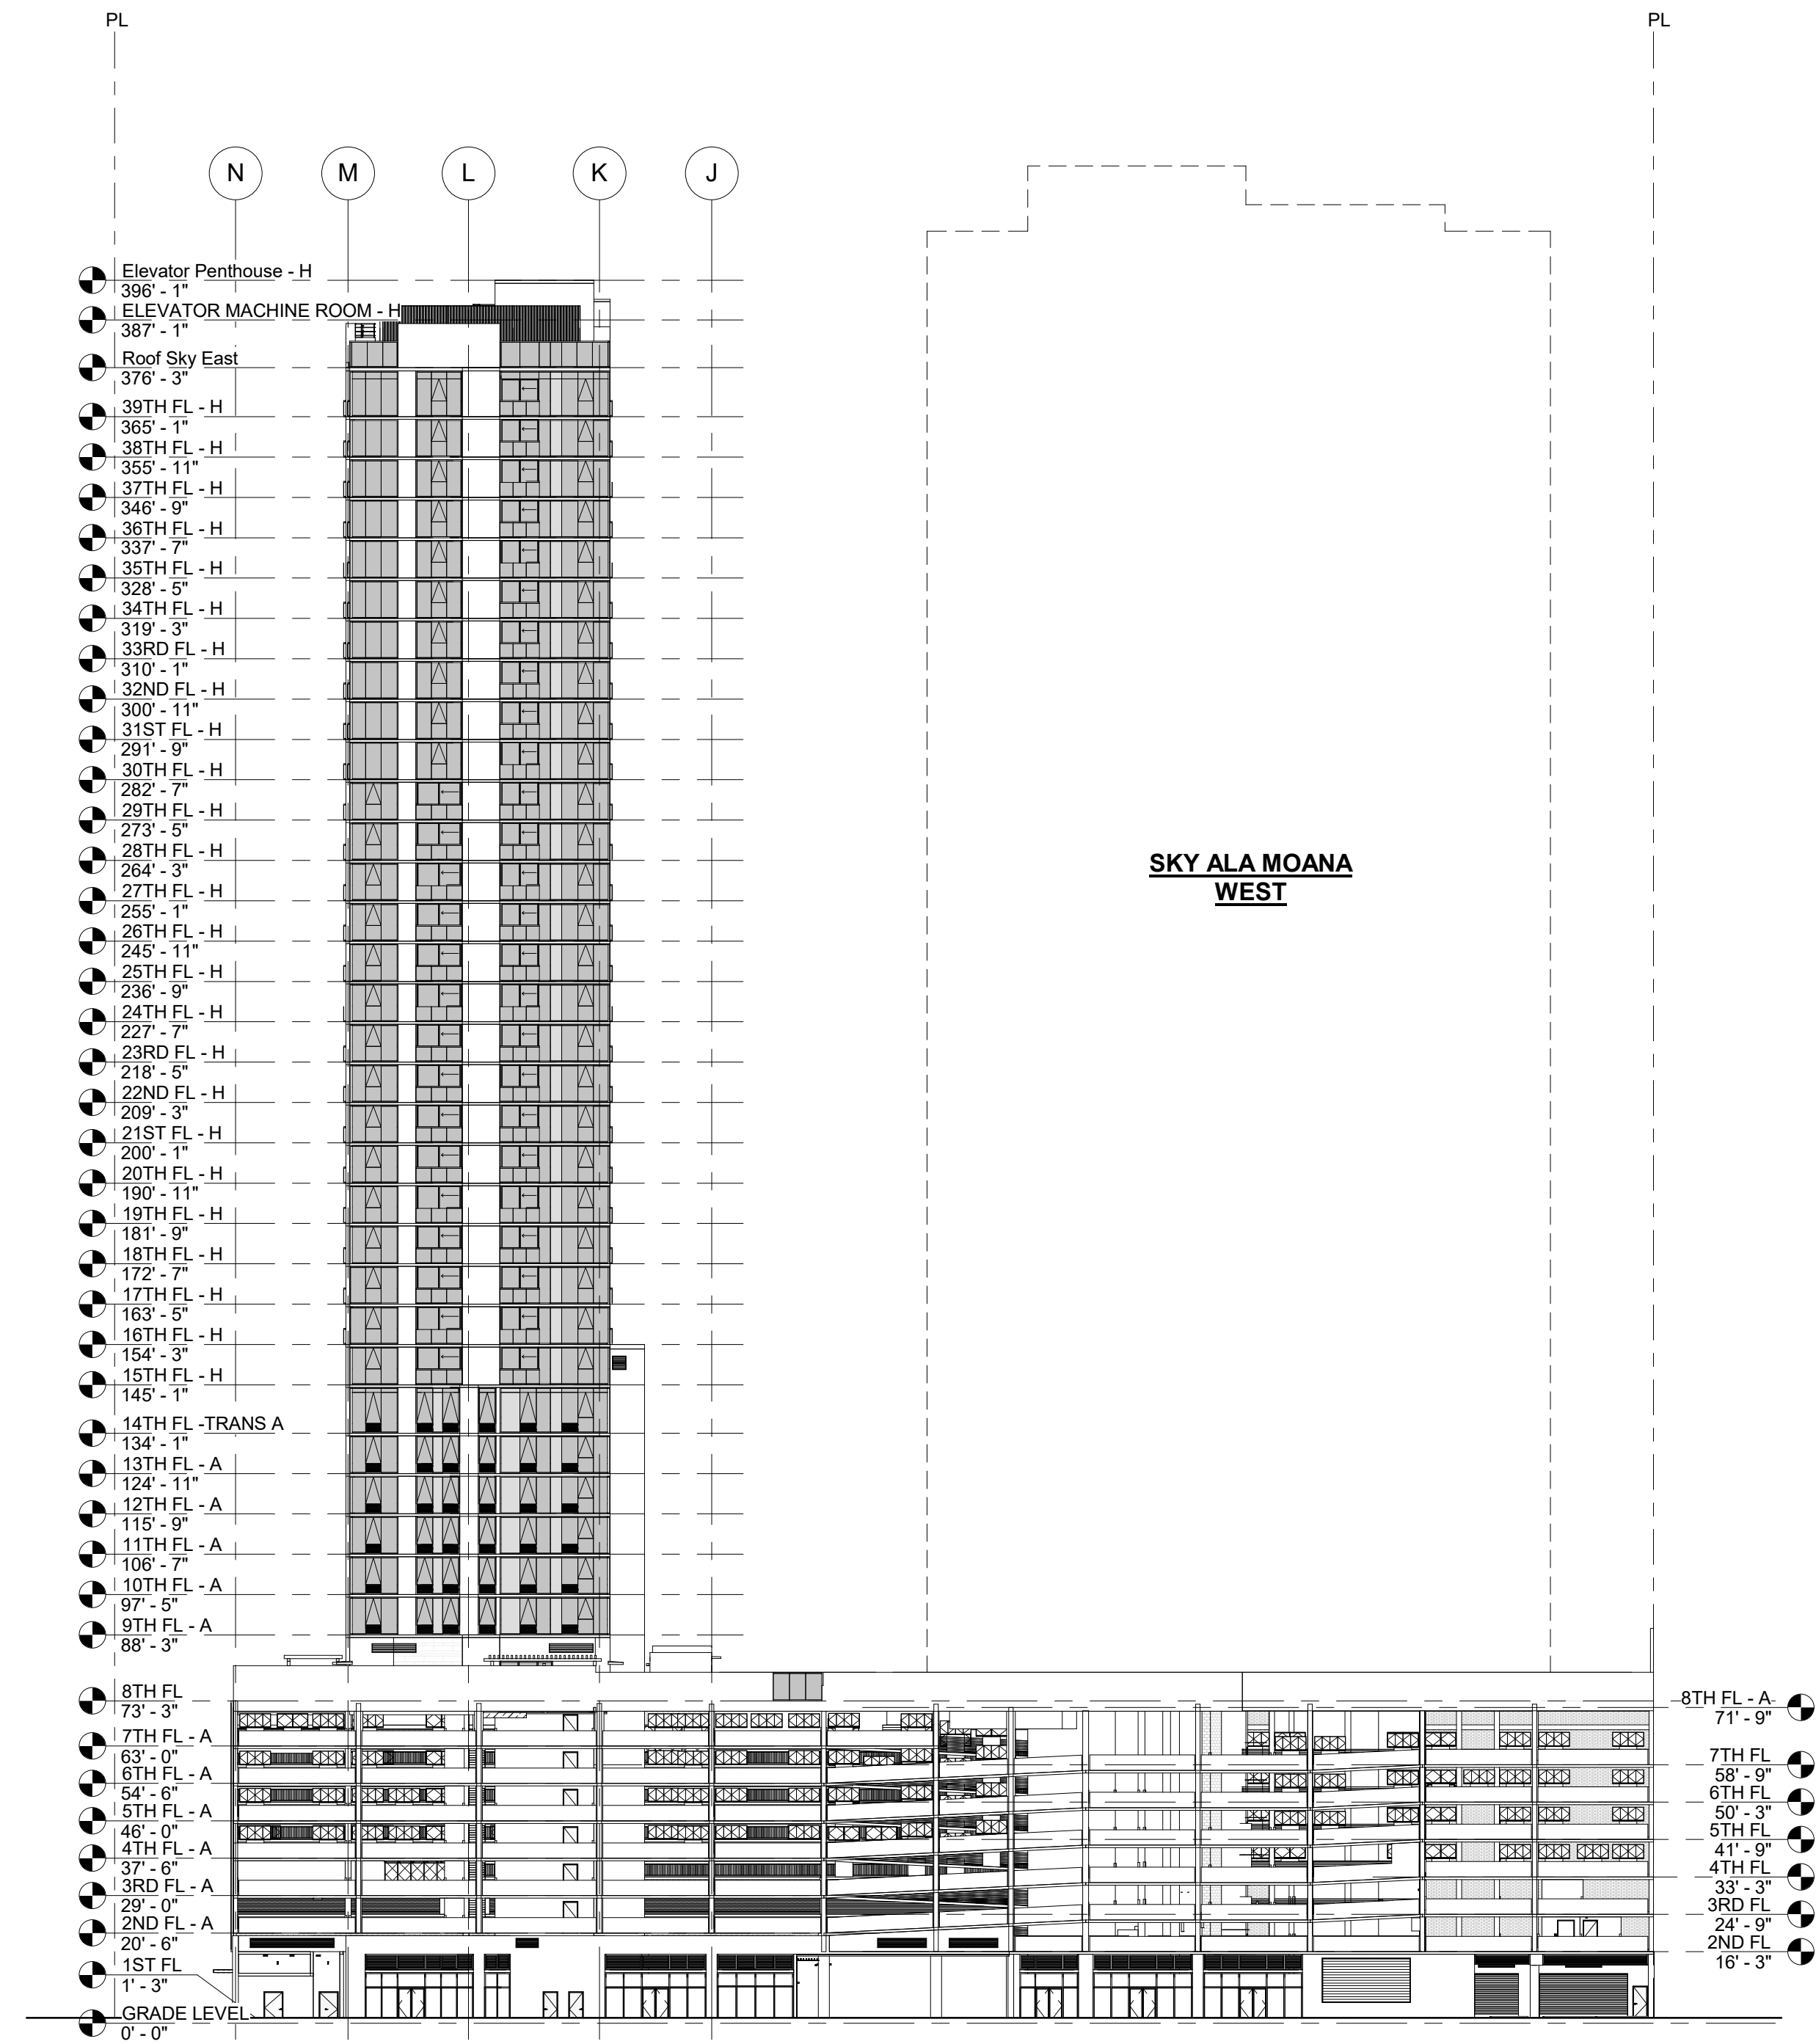 PL
PL
N
M
L
K
J
Elevator Penthouse - H
396' - 1"
ELEVATOR MACHINE ROOM - H
387' - 1"
Roof Sky East
376' - 3"
39TH FL - H
365' - 1"
38TH FL - H
355' - 11"
37TH FL - H
346' - 9"
36TH FL - H
337' - 7"
35TH FL - H
328' - 5"
34TH FL - H
319' - 3"
33RD FL - H
310' - 1"
32ND FL - H
300' - 11"
31ST FL - H
291' - 9"
30TH FL - H
282' - 7"
29TH FL - H
273' - 5"
28TH FL - H
264' - 3"
27TH FL - H
255' - 1"
26TH FL - H
245' - 11"
25TH FL - H
236' - 9"
24TH FL - H
227' - 7"
23RD FL - H
218' - 5"
22ND FL - H
209' - 3"
21ST FL - H
200' - 1"
20TH FL - H
190' - 11"
19TH FL - H
181' - 9"
18TH FL - H
172' - 7"
17TH FL - H
163' - 5"
16TH FL - H
154' - 3"
15TH FL - H
145' - 1"
14TH FL -TRANS A
134' - 1"
13TH FL - A
124' - 11"
12TH FL - A
115' - 9"
11TH FL - A
106' - 7"
10TH FL - A
97' - 5"
9TH FL - A
88' - 3"
8TH FL
73' - 3"
7TH FL - A
63' - 0"
6TH FL - A
54' - 6"
5TH FL - A
46' - 0"
4TH FL - A
37' - 6"
3RD FL - A
29' - 0"
2ND FL - A
20' - 6"
1ST FL
1' - 3"
GRADE LEVEL
0' - 0"
SKY ALA MOANA
WEST
8TH FL - A
71' - 9"
7TH FL
58' - 9"
6TH FL
50' - 3"
5TH FL
41' - 9"
4TH FL
33' - 3"
3RD FL
24' - 9"
2ND FL
16' - 3"